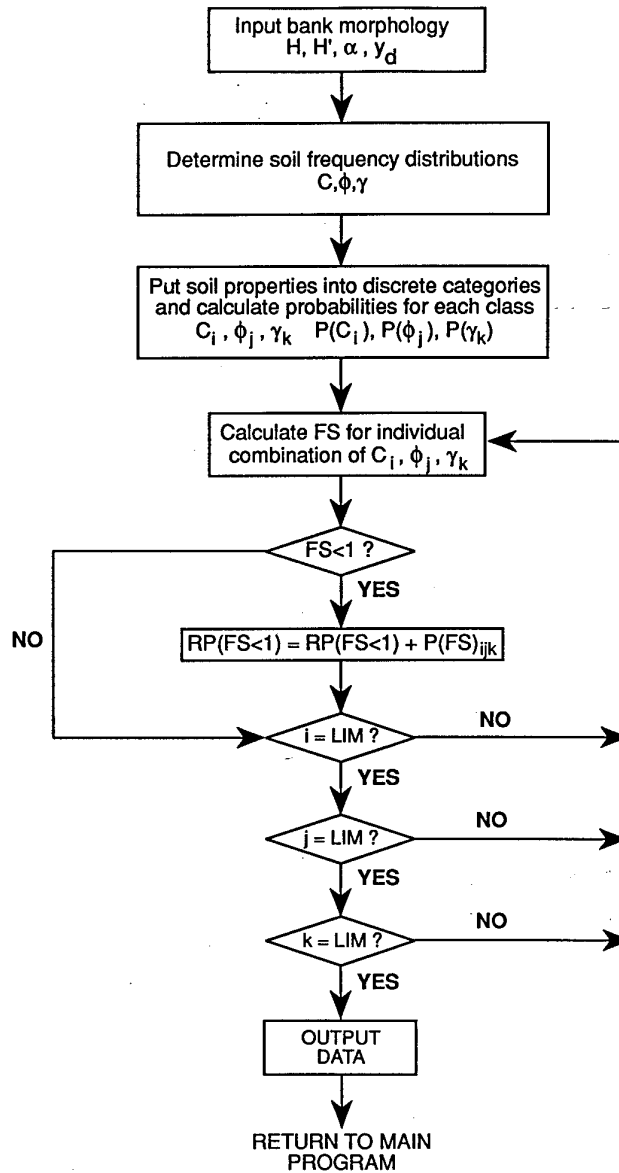 Input bank morphology
H, H', α , y_d
Determine soil frequency distributions
C,ϕ,γ
Put soil properties into discrete categories
and calculate probabilities for each class
C_i , ϕ_j , γ_k P(C_i), P(ϕ_j), P(γ_k)
Calculate FS for individual
combination of C_i , ϕ_j , γ_k
FS<1 ?
YES
NO
RP(FS<1) = RP(FS<1) + P(FS)_ijk
i = LIM ?
NO
YES
j = LIM ?
NO
YES
k = LIM ?
NO
YES
OUTPUT
DATA
RETURN TO MAIN
PROGRAM